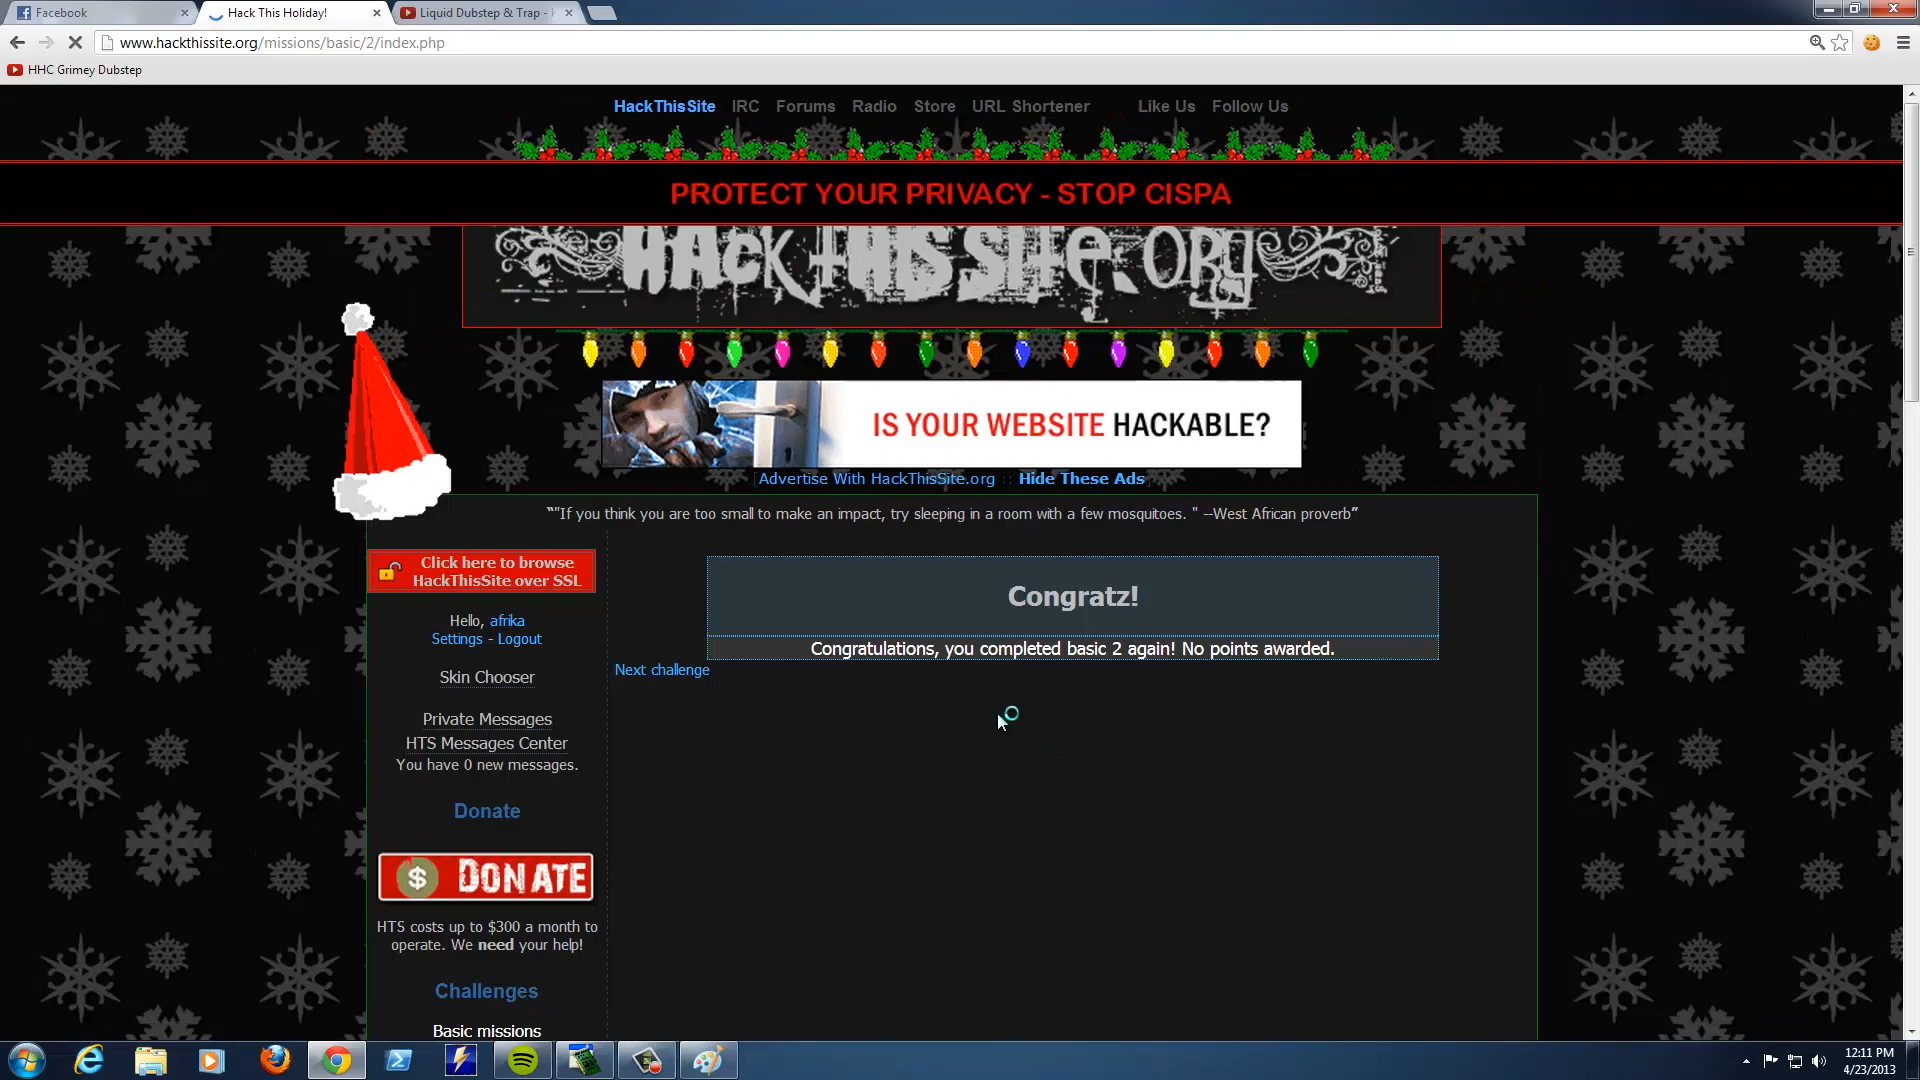 Facebook
Hack This Holiday!
Liquid Dubstep & Trap -
www.hackthissite.org/missions/basic/2/index.php
HHC Grimey Dubstep
HackThisSite IRC Forums Radio Store URL Shortener Like Us Follow Us
PROTECT YOUR PRIVACY - STOP CISPA
HAck tHIS SItE.ORg
IS YOUR WEBSITE HACKABLE?
Advertise With HackThisSite.org :: Hide These Ads
“"If you think you are too small to make an impact, try sleeping in a room with a few mosquitoes. " --West African proverb”
Click here to browse
HackThisSite over SSL
Hello, afrika
Settings - Logout
Skin Chooser
Private Messages
HTS Messages Center
You have 0 new messages.
Donate
$ DONATE
HTS costs up to $300 a month to
operate. We need your help!
Challenges
Basic missions
Congratz!
Congratulations, you completed basic 2 again! No points awarded.
Next challenge
12:11 PM
4/23/2013